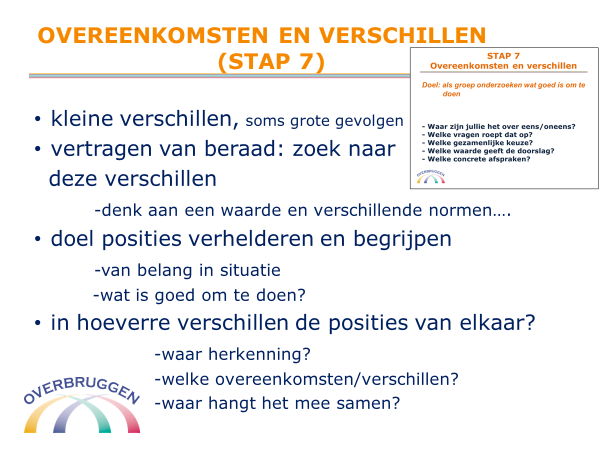 OVEREENKOMSTEN EN VERSCHILLEN
(STAP 7)
STAP 7
Overeenkomsten en verschillen
Doel: als groep onderzoeken wat goed is om te
doen
- Waar zijn jullie het over eens/oneens?
- Welke vragen roept dat op?
- Welke gezamenlijke keuze?
- Welke waarde geeft de doorslag?
- Welke concrete afspraken?
OVERBRUGGEN
• kleine verschillen, soms grote gevolgen
• vertragen van beraad: zoek naar
deze verschillen
-denk aan een waarde en verschillende normen….
• doel posities verhelderen en begrijpen
-van belang in situatie
-wat is goed om te doen?
• in hoeverre verschillen de posities van elkaar?
-waar herkenning?
-welke overeenkomsten/verschillen?
-waar hangt het mee samen?
OVERBRUGGEN